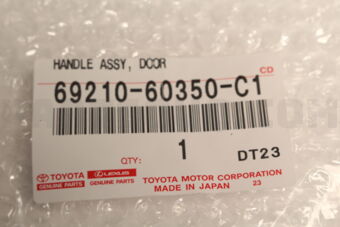 HANDLE ASSY, DOOR
CD
69210-60350-C1
QTY: 1 DT23
TOYOTA LEXUS
GENUINE PARTS GENUINE PARTS
TOYOTA MOTOR CORPORATION
MADE IN JAPAN 23